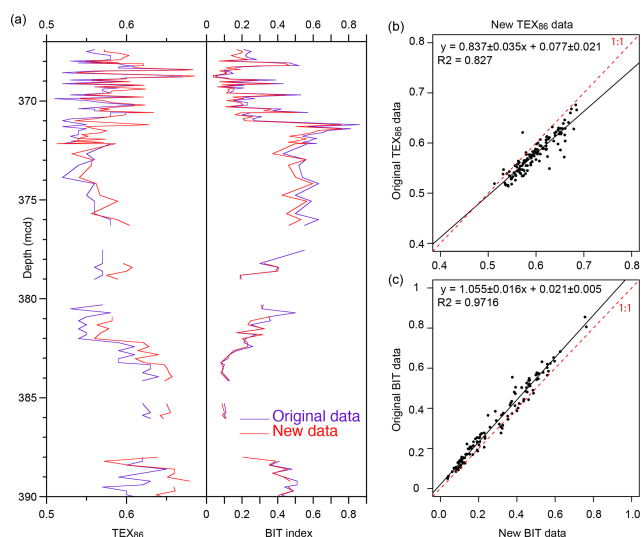 (a)
0.5 0.6 0 0.2 0.4 0.6 0.8
370
375
380
385
390
Depth (mcd)
Original data
New data
0.5 0.6 0 0.2 0.4 0.6 0.8
TEX₈₆ BIT index
(b)
New TEX₈₆ data
y = 0.837±0.035x + 0.077±0.021
R2 = 0.827
1:1
Original TEX₈₆ data
0.8
0.7
0.6
0.5
0.4
0.4 0.5 0.6 0.7 0.8
(c)
y = 1.055±0.016x + 0.021±0.005
R2 = 0.9716
1:1
Original BIT data
1
0.8
0.6
0.4
0.2
0
0.0 0.2 0.4 0.6 0.8 1.0
New BIT data